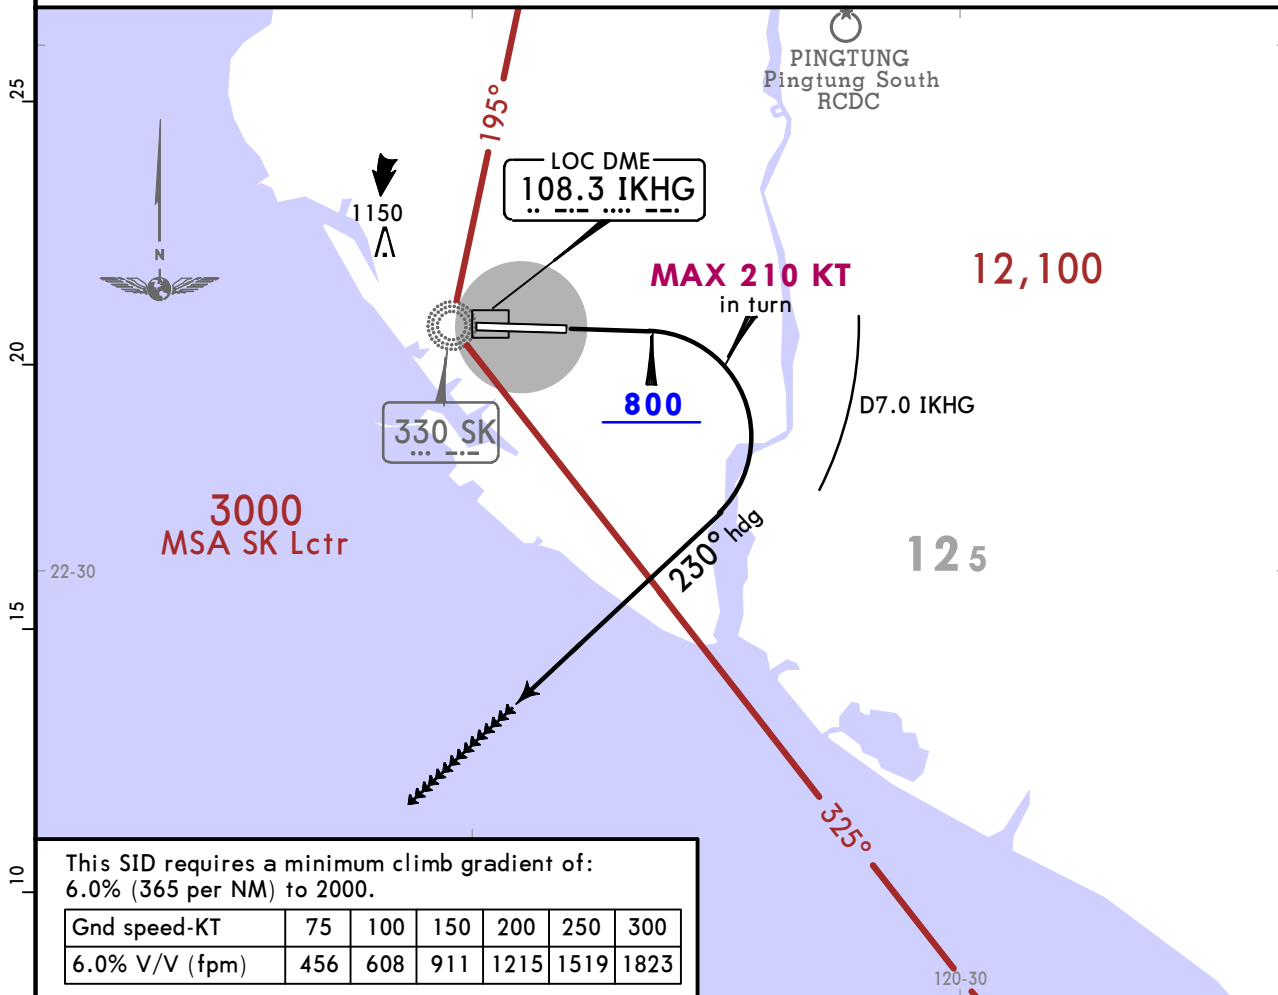 PINGTUNG
Pingtung South
RCDC
25
195°
LOC DME
108.3 IKHG
1150
N
MAX 210 KT
in turn
12,100
20
800
D7.0 IKHG
330 SK
3000
MSA SK Lctr
230° hdg
125
22-30
15
325°
10
This SID requires a minimum climb gradient of:
6.0% (365 per NM) to 2000.
Gnd speed-KT 75 100 150 200 250 300
6.0% V/V (fpm) 456 608 911 1215 1519 1823
120-30